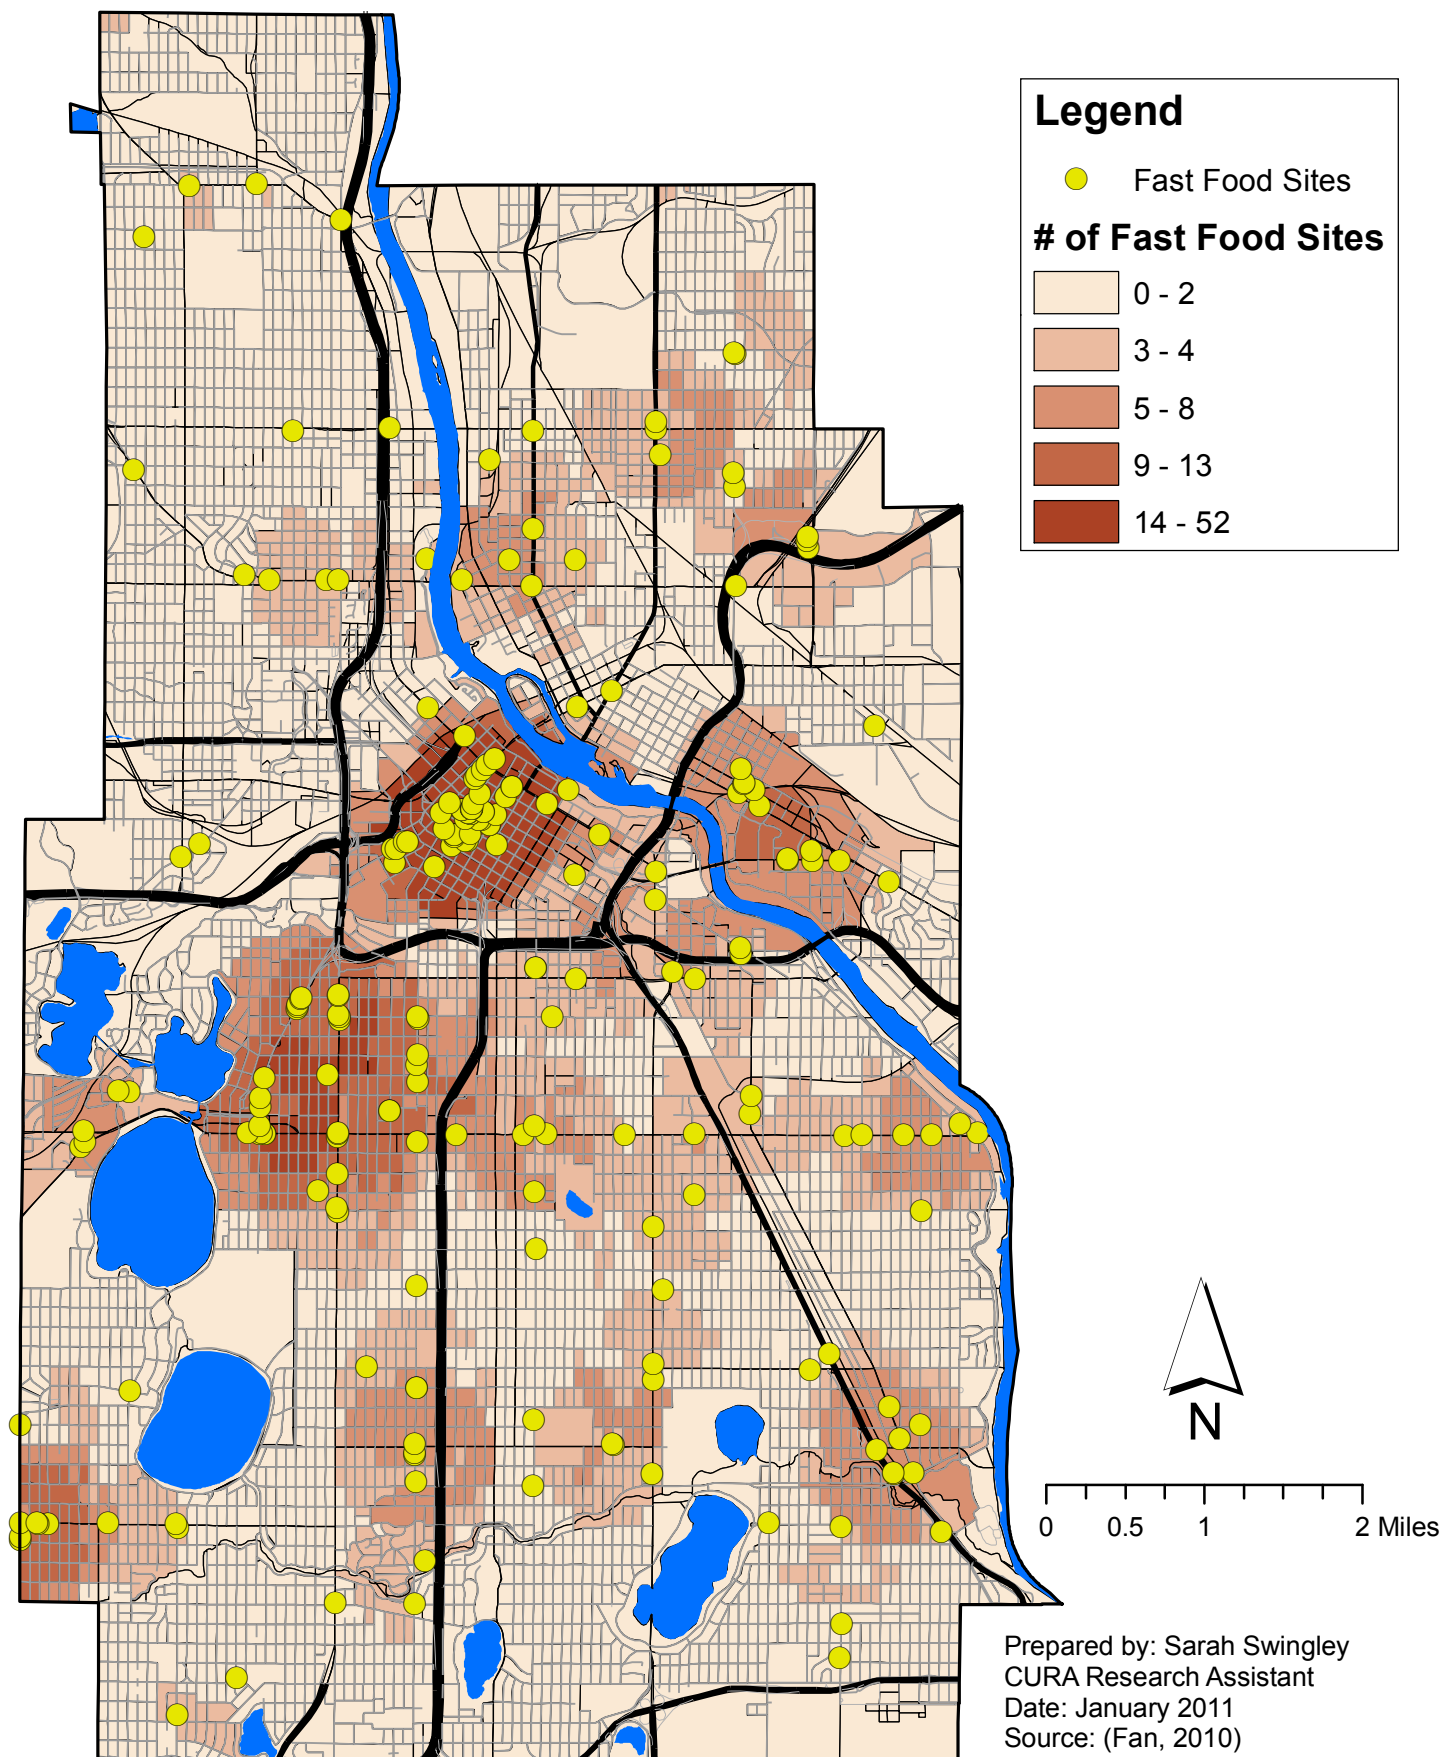 Legend
Fast Food Sites
# of Fast Food Sites
0 - 2
3 - 4
5 - 8
9 - 13
14 - 52
N
0 0.5 1 2 Miles
Prepared by: Sarah Swingley
CURA Research Assistant
Date: January 2011
Source: (Fan, 2010)